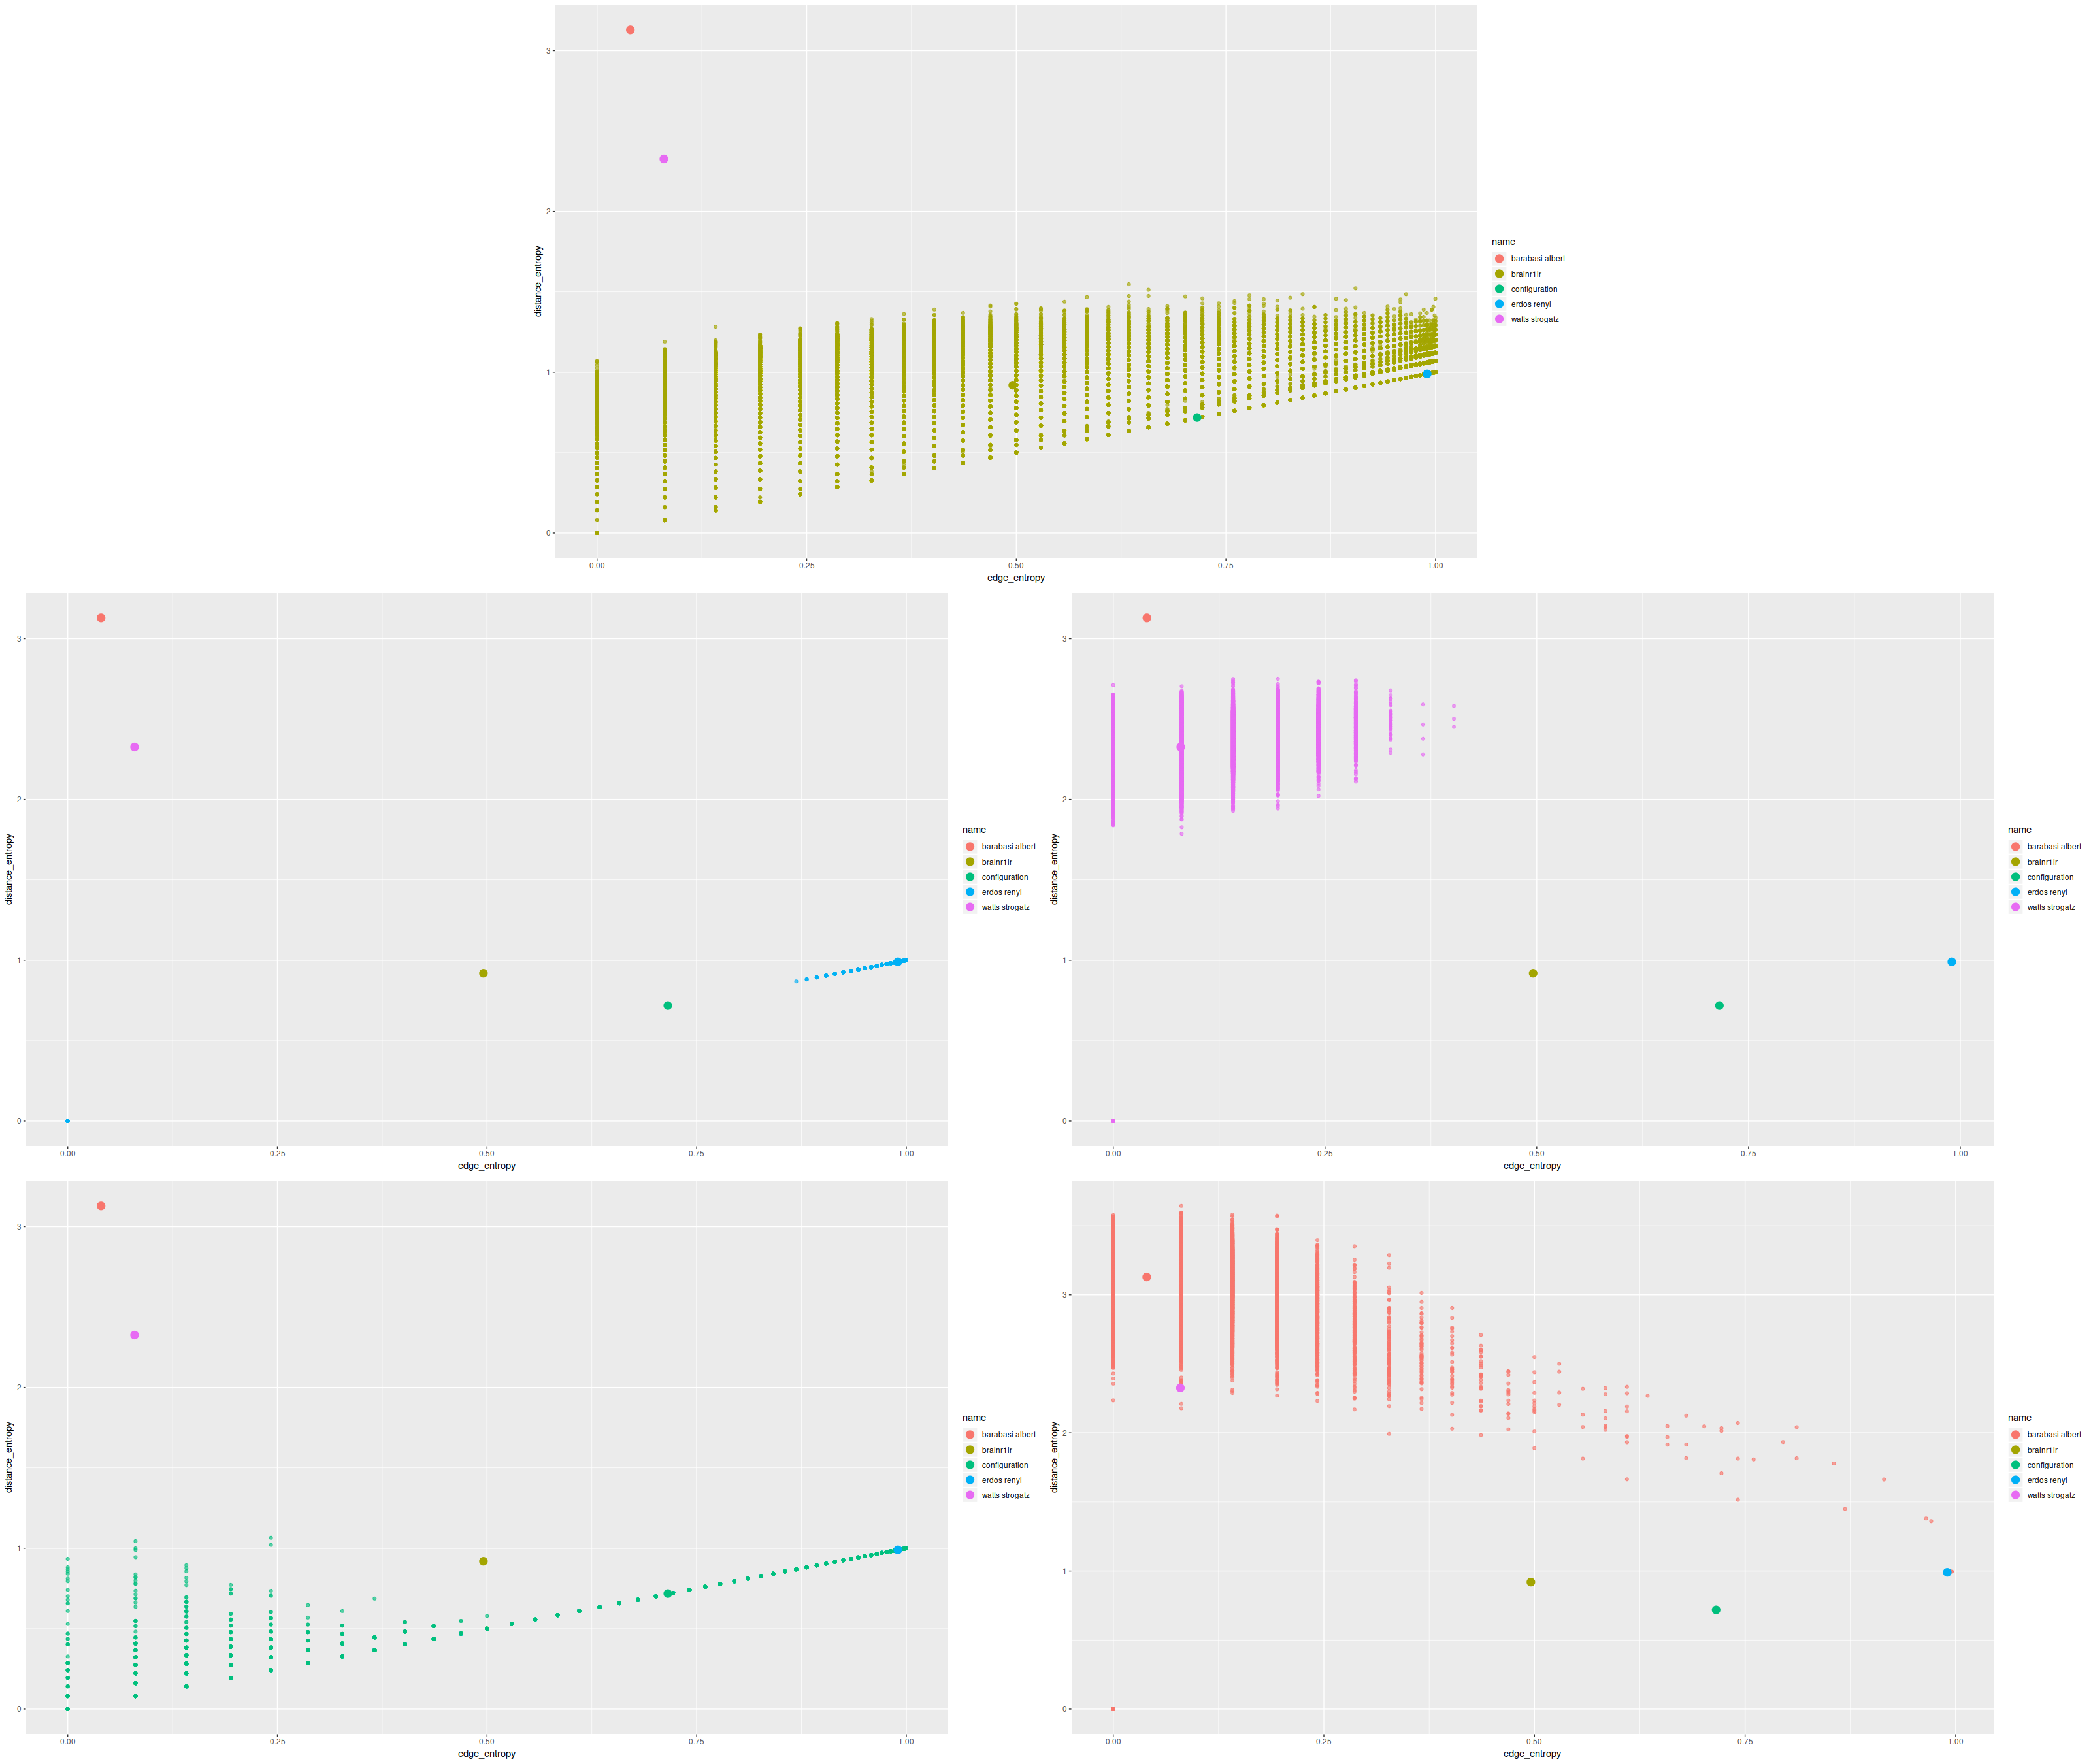 3
2
1
0
distance_entropy
0.00 0.25 0.50 0.75 1.00
edge_entropy
name
barabasi albert
brainr1lr
configuration
erdos renyi
watts strogatz
3
2
1
0
distance_entropy
0.00 0.25 0.50 0.75 1.00
edge_entropy
name
barabasi albert
brainr1lr
configuration
erdos renyi
watts strogatz
3
2
1
0
distance_entropy
0.00 0.25 0.50 0.75 1.00
edge_entropy
name
barabasi albert
brainr1lr
configuration
erdos renyi
watts strogatz
3
2
1
0
distance_entropy
0.00 0.25 0.50 0.75 1.00
edge_entropy
name
barabasi albert
brainr1lr
configuration
erdos renyi
watts strogatz
3
2
1
0
distance_entropy
0.00 0.25 0.50 0.75 1.00
edge_entropy
name
barabasi albert
brainr1lr
configuration
erdos renyi
watts strogatz